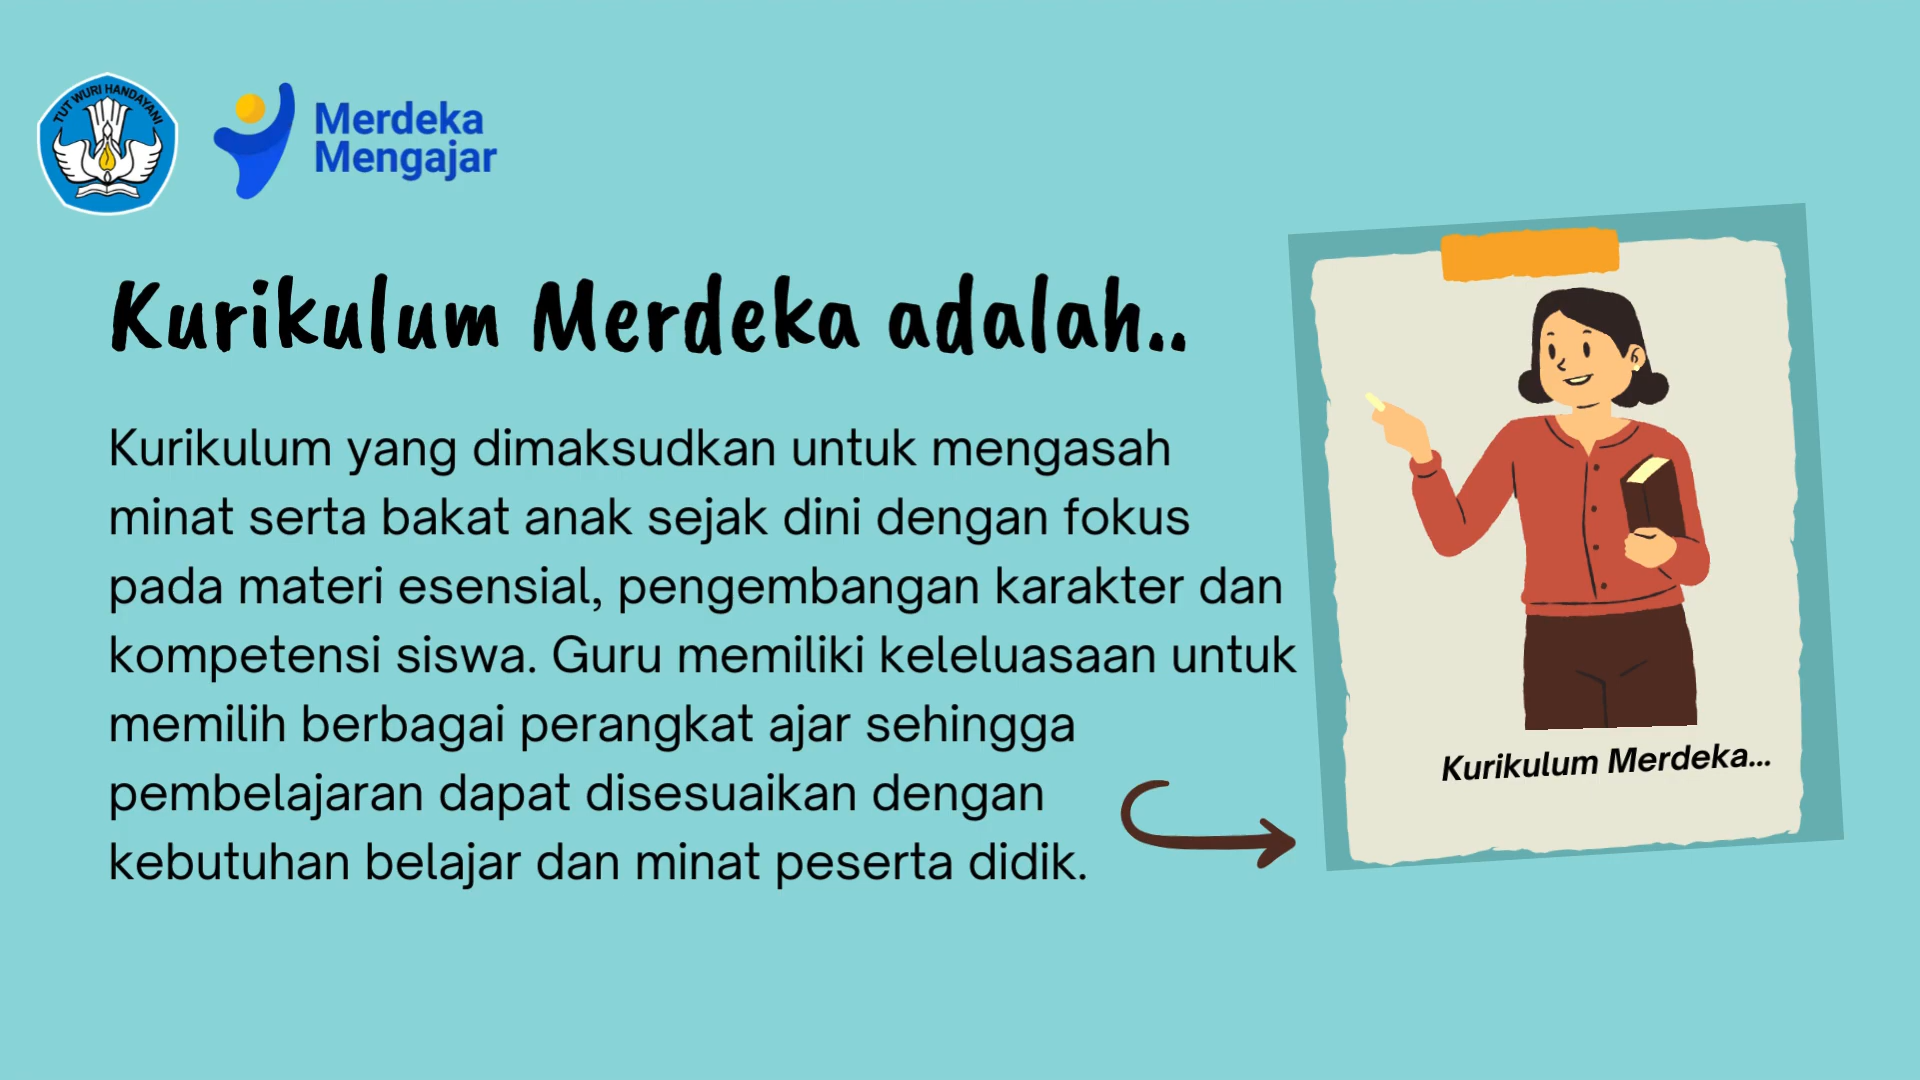 TUT WURI HANDAYANI
Merdeka
Mengajar
Kurikulum Merdeka adalah..
Kurikulum yang dimaksudkan untuk mengasah
minat serta bakat anak sejak dini dengan fokus
pada materi esensial, pengembangan karakter dan
kompetensi siswa. Guru memiliki keleluasaan untuk
memilih berbagai perangkat ajar sehingga
pembelajaran dapat disesuaikan dengan
kebutuhan belajar dan minat peserta didik.
Kurikulum Merdeka...